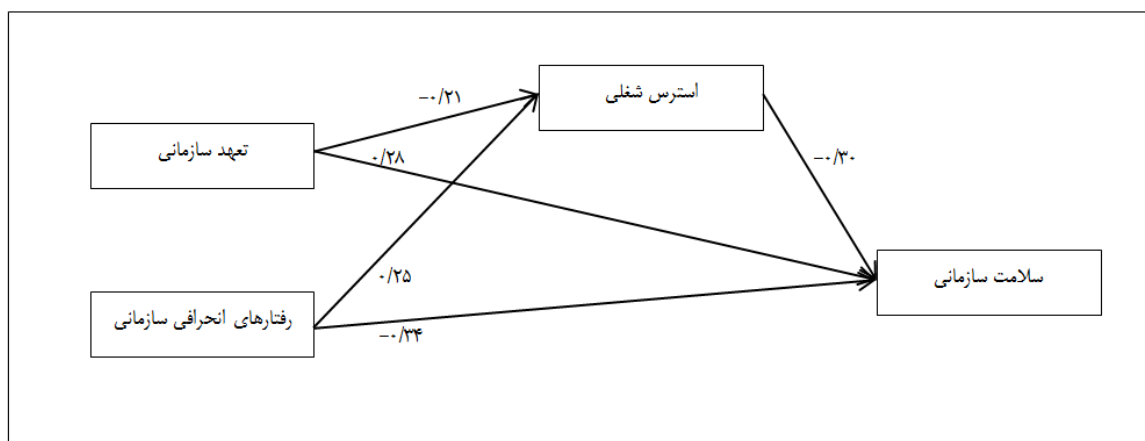 استرس شغلی
-۰/۲۱
تعهد سازمانی
۰/۲۸
-۰/۳۰
سلامت سازمانی
۰/۲۵
رفتارهای انحرافی سازمانی
-۰/۳۴